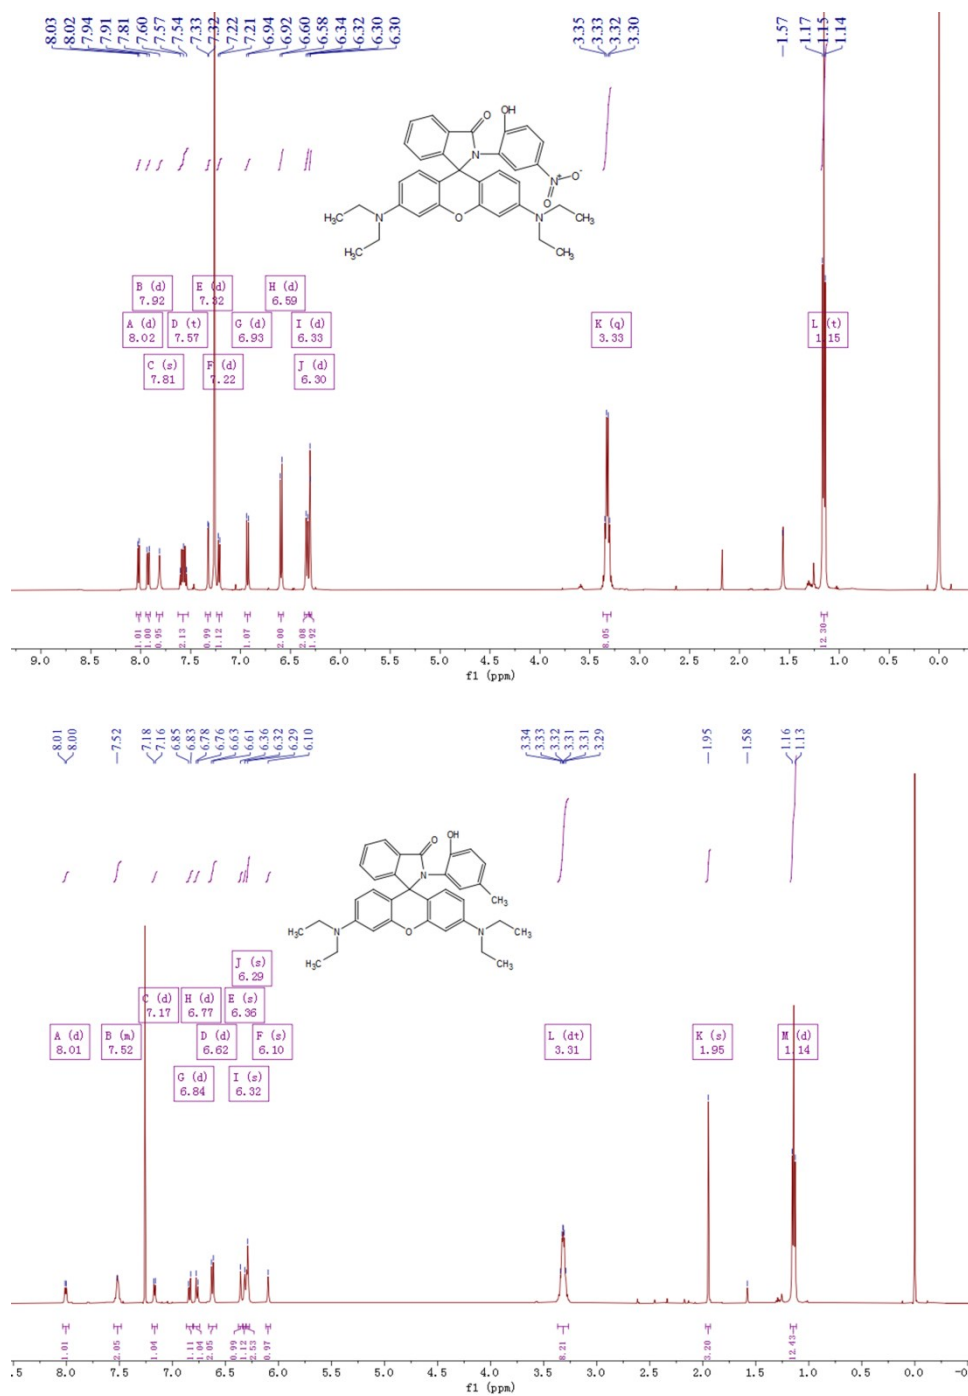 8.03
8.02
7.94
7.91
7.81
7.60
7.57
7.54
7.33
7.32
7.22
7.21
6.94
6.92
6.60
6.58
6.34
6.32
6.30
6.30
3.35
3.33
3.33
3.32
3.30
1.57
1.17
1.15
1.14
OH
O
N
N+
O-
O
N
O
N
H3C
CH3
CH3
CH3
B (d)
7.92
E (d)
7.32
H (d)
6.59
A (d)
8.02
D (t)
7.57
G (d)
6.93
I (d)
6.33
K (q)
3.33
L (t)
1.15
C (s)
7.81
F (d)
7.22
J (d)
6.30
1.01
1.00
0.95
2.13
0.99
1.12
1.07
2.00
2.08
1.92
8.05
12.30
9.0 8.5 8.0 7.5 7.0 6.5 6.0 5.5 5.0 4.5 4.0 3.5 3.0 2.5 2.0 1.5 1.0 0.5 0.0
f1 (ppm)
8.01
8.00
7.52
7.18
7.16
6.85
6.83
6.78
6.76
6.63
6.61
6.36
6.32
6.29
6.10
3.34
3.33
3.32
3.31
3.31
3.29
1.95
1.58
1.16
1.13
OH
O
N
CH3
N
O
N
H3C
CH3
CH3
CH3
J (s)
6.29
C (d)
7.17
H (d)
6.77
E (s)
6.36
A (d)
8.01
B (m)
7.52
D (d)
6.62
F (s)
6.10
L (dt)
3.31
K (s)
1.95
M (d)
1.14
G (d)
6.84
I (s)
6.32
1.01
2.05
1.04
1.11
1.04
2.05
0.99
1.12
2.53
0.97
8.21
3.20
12.43
.5 8.0 7.5 7.0 6.5 6.0 5.5 5.0 4.5 4.0 3.5 3.0 2.5 2.0 1.5 1.0 0.5 0.0 -0
f1 (ppm)